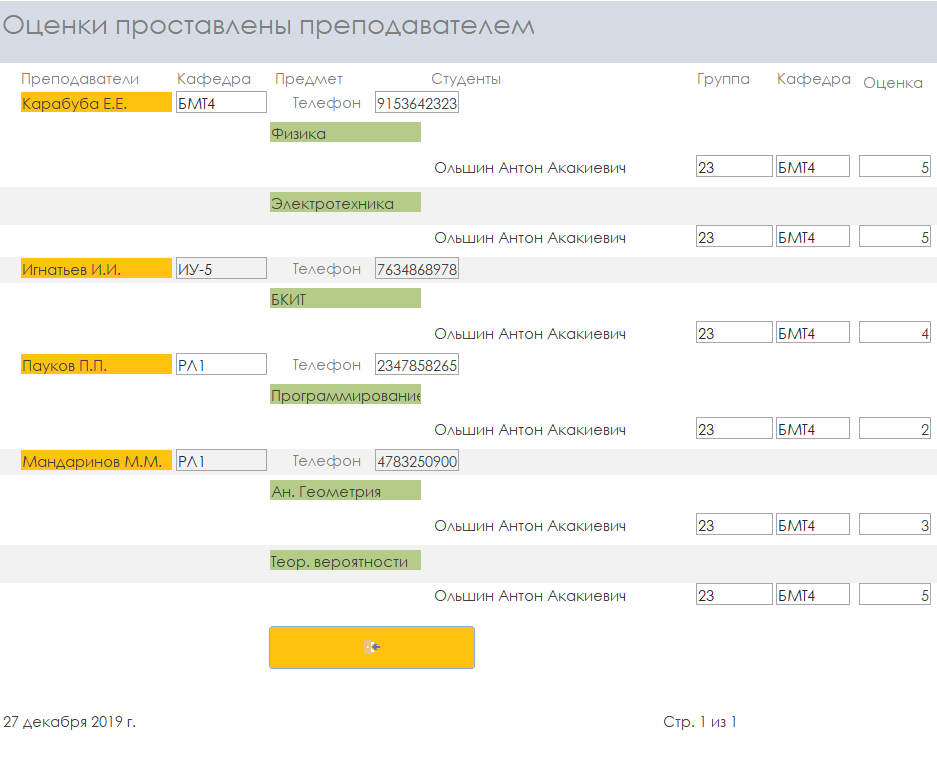 Оценки проставлены преподавателем
Преподаватели Кафедра Предмет Студенты Группа Кафедра Оценка
Карабуба Е.Е. БМТ4 Телефон 9153642323
Физика
Ольшин Антон Акакиевич 23 БМТ4 5
Электротехника
Ольшин Антон Акакиевич 23 БМТ4 5
Игнатьев И.И. ИУ-5 Телефон 7634868978
БКИТ
Ольшин Антон Акакиевич 23 БМТ4 4
Пауков П.П. РЛ1 Телефон 2347858265
Программирование
Ольшин Антон Акакиевич 23 БМТ4 2
Мандаринов М.М. РЛ1 Телефон 4783250900
Ан. Геометрия
Ольшин Антон Акакиевич 23 БМТ4 3
Теор. вероятности
Ольшин Антон Акакиевич 23 БМТ4 5
27 декабря 2019 г. Стр. 1 из 1